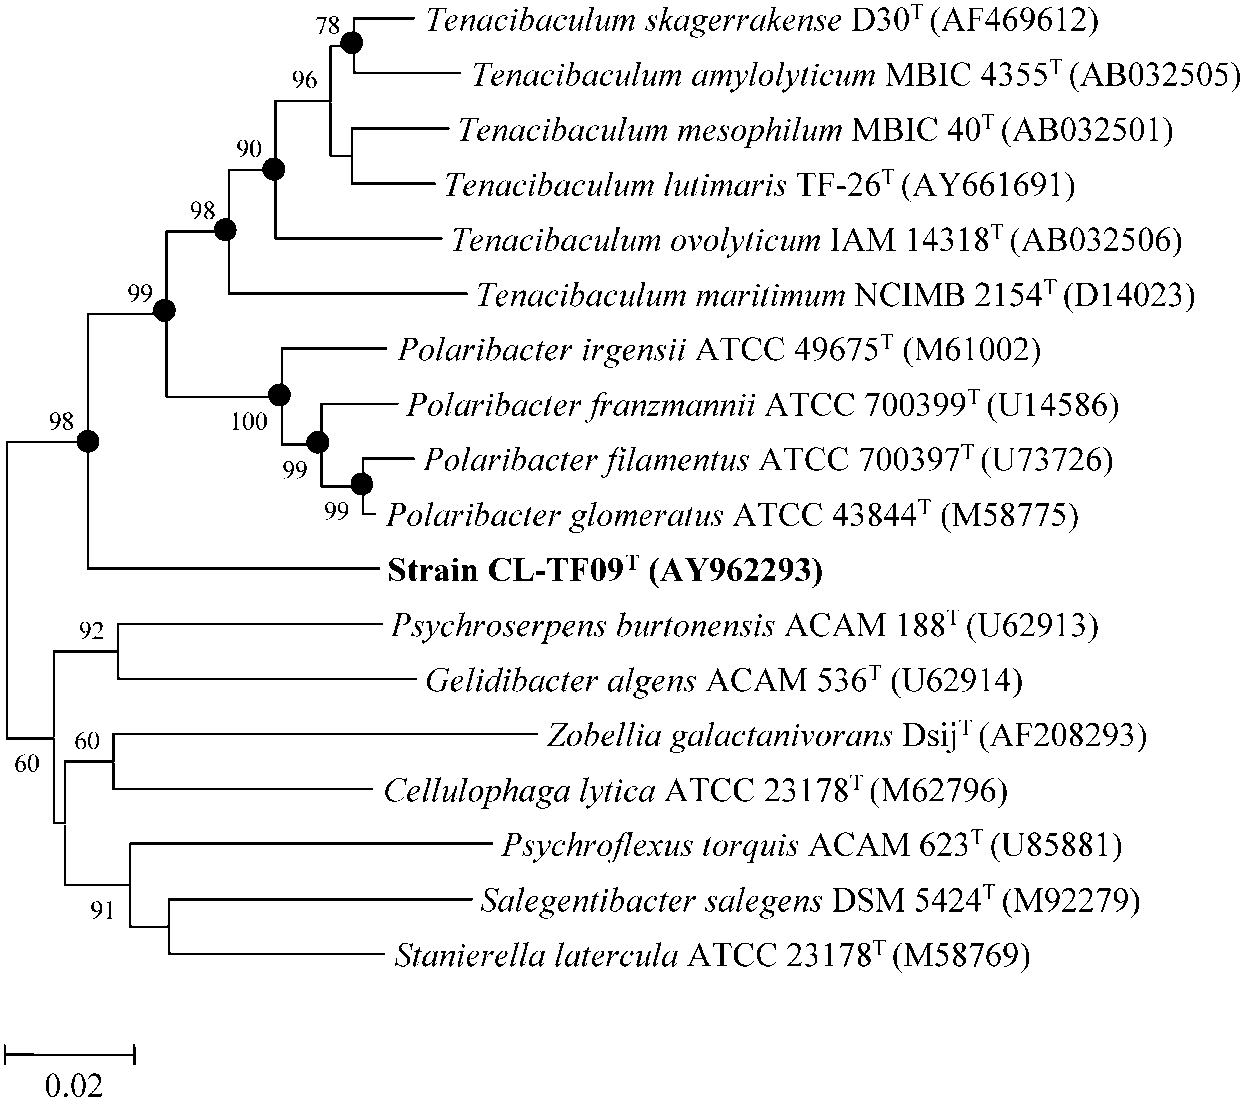 78
Tenacibaculum skagerrakense D30ᵀ (AF469612)
96
Tenacibaculum amylolyticum MBIC 4355ᵀ (AB032505)
Tenacibaculum mesophilum MBIC 40ᵀ (AB032501)
90
Tenacibaculum lutimaris TF-26ᵀ (AY661691)
98
Tenacibaculum ovolyticum IAM 14318ᵀ (AB032506)
99
Tenacibaculum maritimum NCIMB 2154ᵀ (D14023)
Polaribacter irgensii ATCC 49675ᵀ (M61002)
98
100
Polaribacter franzmannii ATCC 700399ᵀ (U14586)
99
Polaribacter filamentus ATCC 700397ᵀ (U73726)
99
Polaribacter glomeratus ATCC 43844ᵀ (M58775)
Strain CL-TF09ᵀ (AY962293)
92
Psychroserpens burtonensis ACAM 188ᵀ (U62913)
Gelidibacter algens ACAM 536ᵀ (U62914)
60
60
Zobellia galactanivorans Dsijᵀ (AF208293)
Cellulophaga lytica ATCC 23178ᵀ (M62796)
Psychroflexus torquis ACAM 623ᵀ (U85881)
91
Salegentibacter salegens DSM 5424ᵀ (M92279)
Stanierella latercula ATCC 23178ᵀ (M58769)
0.02